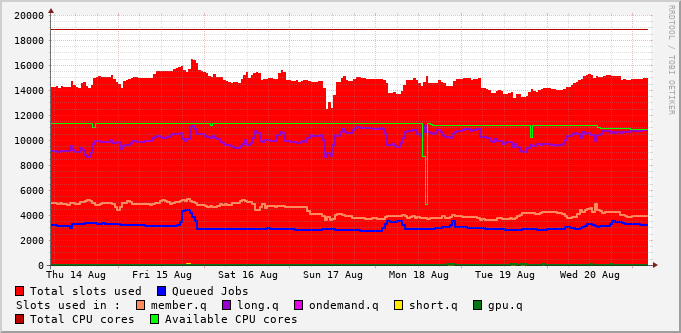 20000
18000
16000
14000
12000
10000
8000
6000
4000
2000
0
Thu 14 Aug Fri 15 Aug Sat 16 Aug Sun 17 Aug Mon 18 Aug Tue 19 Aug Wed 20 Aug
RRDTOOL / TOBI OETIKER
Total slots used Queued Jobs
Slots used in : member.q long.q ondemand.q short.q gpu.q
Total CPU cores Available CPU cores